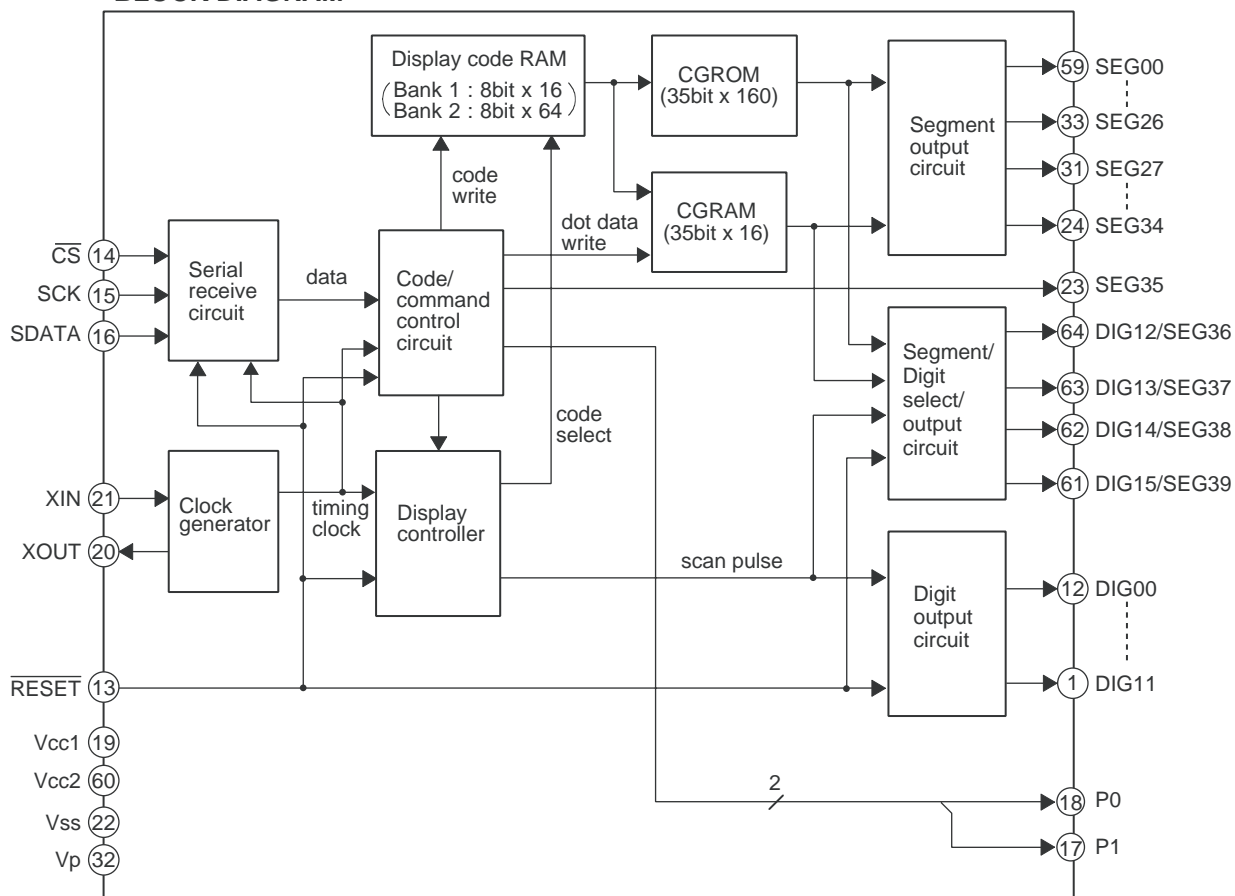 Display code RAM
Bank 1 : 8bit x 16
Bank 2 : 8bit x 64
CGROM
(35bit x 160)
CGRAM
(35bit x 16)
Segment
output
circuit
59 SEG00
33 SEG26
31 SEG27
24 SEG34
23 SEG35
code
write
dot data
write
CS 14
SCK 15
SDATA 16
Serial
receive
circuit
data
Code/
command
control
circuit
Segment/
Digit
select/
output
circuit
64 DIG12/SEG36
63 DIG13/SEG37
62 DIG14/SEG38
61 DIG15/SEG39
code
select
XIN 21
XOUT 20
Clock
generator
timing
clock
Display
controller
scan pulse
Digit
output
circuit
12 DIG00
1 DIG11
RESET 13
Vcc1 19
Vcc2 60
Vss 22
Vp 32
2
18 P0
17 P1